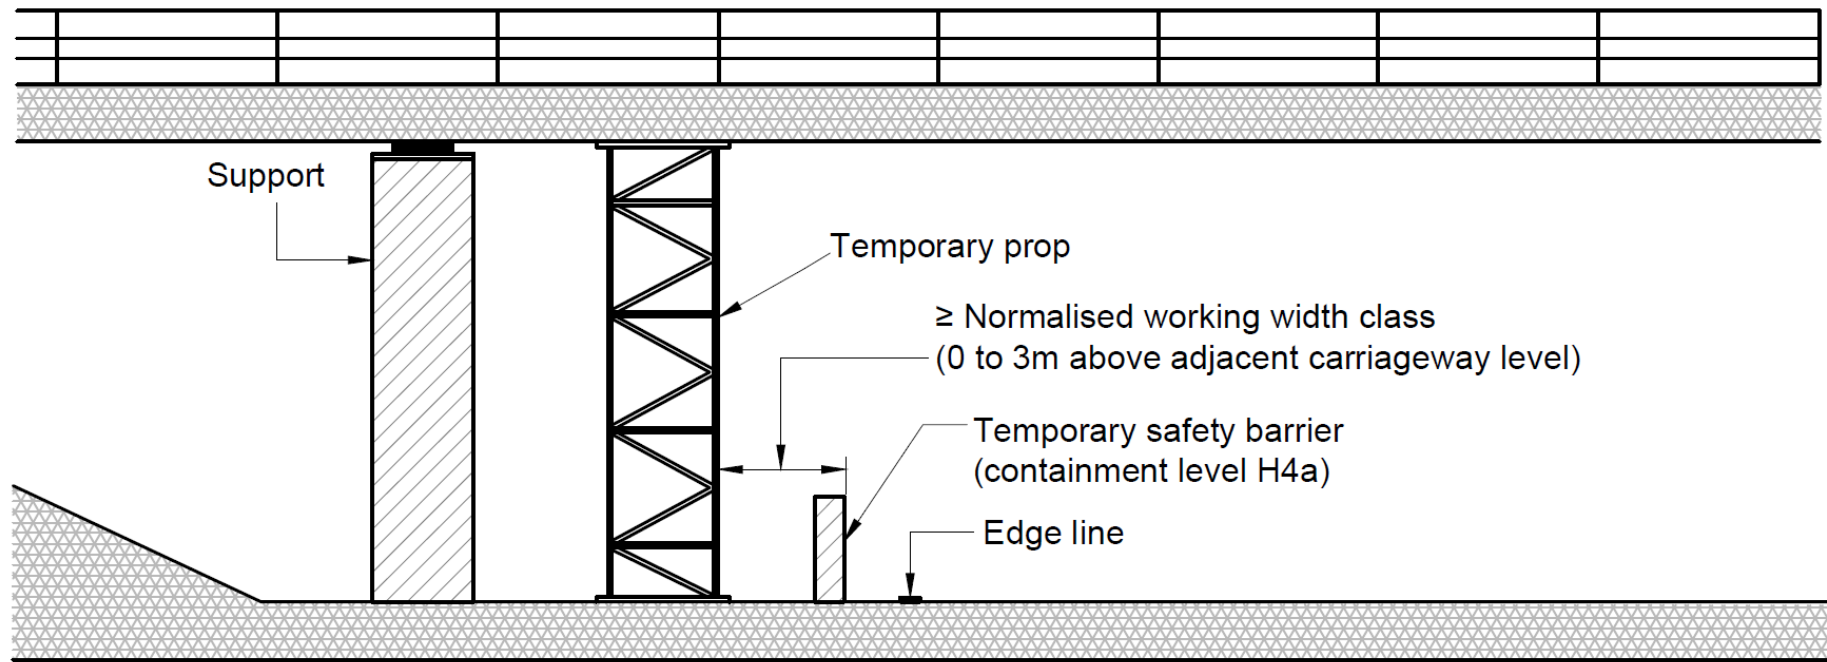 Support
Temporary prop
≥ Normalised working width class
(0 to 3m above adjacent carriageway level)
Temporary safety barrier
(containment level H4a)
Edge line